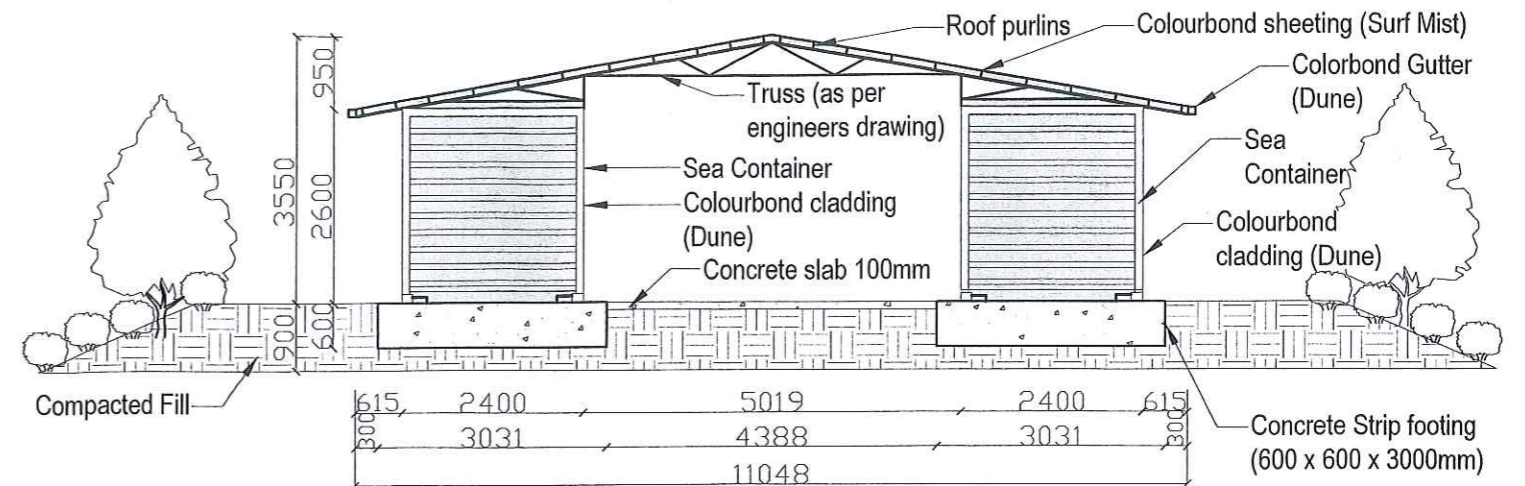 Roof purlins
Colourbond sheeting (Surf Mist)
Colorbond Gutter
(Dune)
Truss (as per
engineers drawing)
Sea Container
Colourbond cladding
(Dune)
Concrete slab 100mm
Sea
Container
Colourbond
cladding (Dune)
950
3550
2600
900
600
Compacted Fill
615
2400
5019
2400
615
300
3031
4388
3031
300
11048
Concrete Strip footing
(600 x 600 x 3000mm)